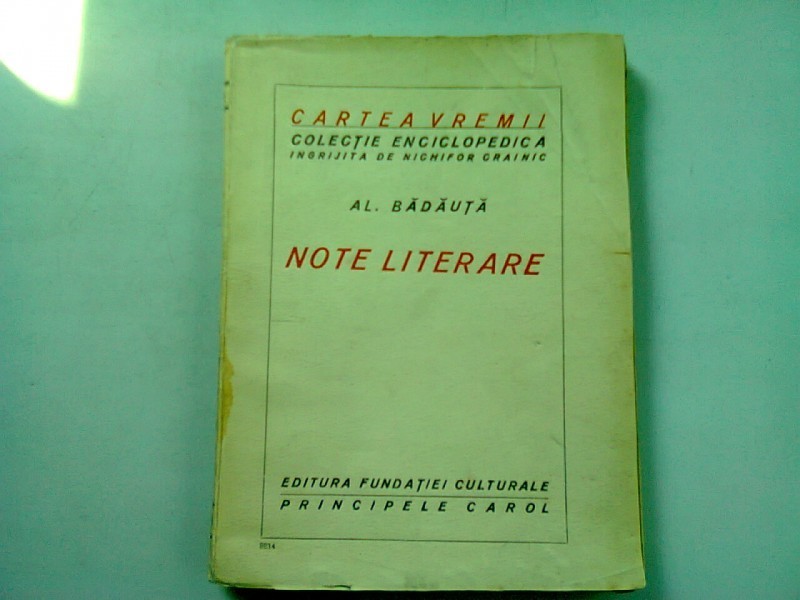 CARTEA VREMII
COLECȚIE ENCICLOPEDICA
INGRIJITA DE NICHIFOR CRAINIC
AL. BĂDĂUȚĂ
NOTE LITERARE
EDITURA FUNDAȚIEI CULTURALE
PRINCIPELE CAROL